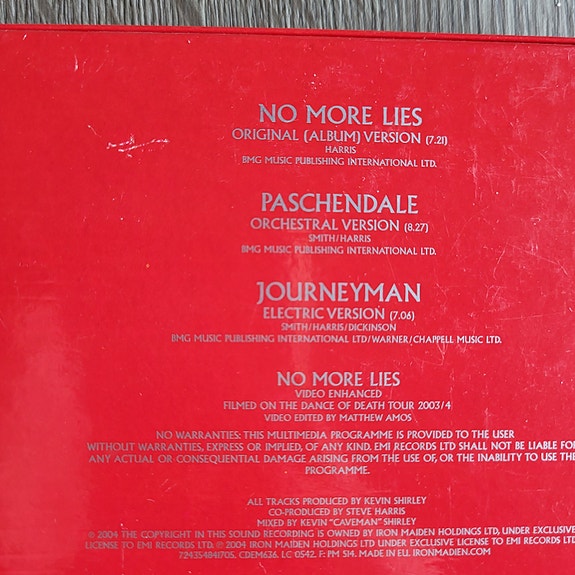 NO MORE LIES
ORIGINAL (ALBUM) VERSION (7.21)
HARRIS
BMG MUSIC PUBLISHING INTERNATIONAL LTD.
PASCHENDALE
ORCHESTRAL VERSION (8.27)
SMITH/HARRIS
BMG MUSIC PUBLISHING INTERNATIONAL LTD.
JOURNEYMAN
ELECTRIC VERSION (7.06)
SMITH/HARRIS/DICKINSON
BMG MUSIC PUBLISHING INTERNATIONAL LTD/WARNER/CHAPPELL MUSIC LTD.
NO MORE LIES
VIDEO ENHANCED
FILMED ON THE DANCE OF DEATH TOUR 2003/4
VIDEO EDITED BY MATTHEW AMOS
NO WARRANTIES: THIS MULTIMEDIA PROGRAMME IS PROVIDED TO THE USER
WITHOUT WARRANTIES, EXPRESS OR IMPLIED, OF ANY KIND. EMI RECORDS LTD SHALL NOT BE LIABLE FOR
ANY ACTUAL OR CONSEQUENTIAL DAMAGE ARISING FROM THE USE OF, OR THE INABILITY TO USE THE
PROGRAMME.
ALL TRACKS PRODUCED BY KEVIN SHIRLEY
CO-PRODUCED BY STEVE HARRIS
MIXED BY KEVIN "CAVEMAN" SHIRLEY
℗ 2004 THE COPYRIGHT IN THIS SOUND RECORDING IS OWNED BY IRON MAIDEN HOLDINGS LTD, UNDER EXCLUSIVE
LICENSE TO EMI RECORDS LTD. © 2004 IRON MAIDEN HOLDINGS LTD UNDER EXCLUSIVE LICENSE TO EMI RECORDS LTD.
724354841705. CDEM636. LC 0542. F: PM 514. MADE IN EU. IRONMADIEN.COM